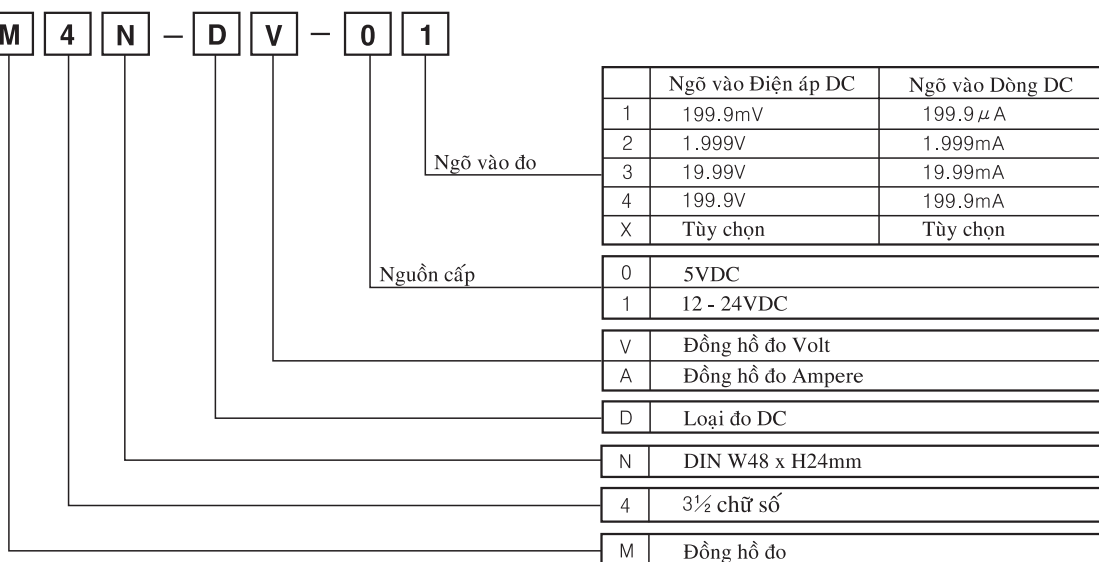 M 4 N – D V – 0 1
Ngõ vào Điện áp DC Ngõ vào Dòng DC
1 199.9mV 199.9μA
2 1.999V 1.999mA
Ngõ vào đo
3 19.99V 19.99mA
4 199.9V 199.9mA
X Tùy chọn Tùy chọn
Nguồn cấp
0 5VDC
1 12 - 24VDC
V Đồng hồ đo Volt
A Đồng hồ đo Ampere
D Loại đo DC
N DIN W48 x H24mm
4 3½ chữ số
M Đồng hồ đo